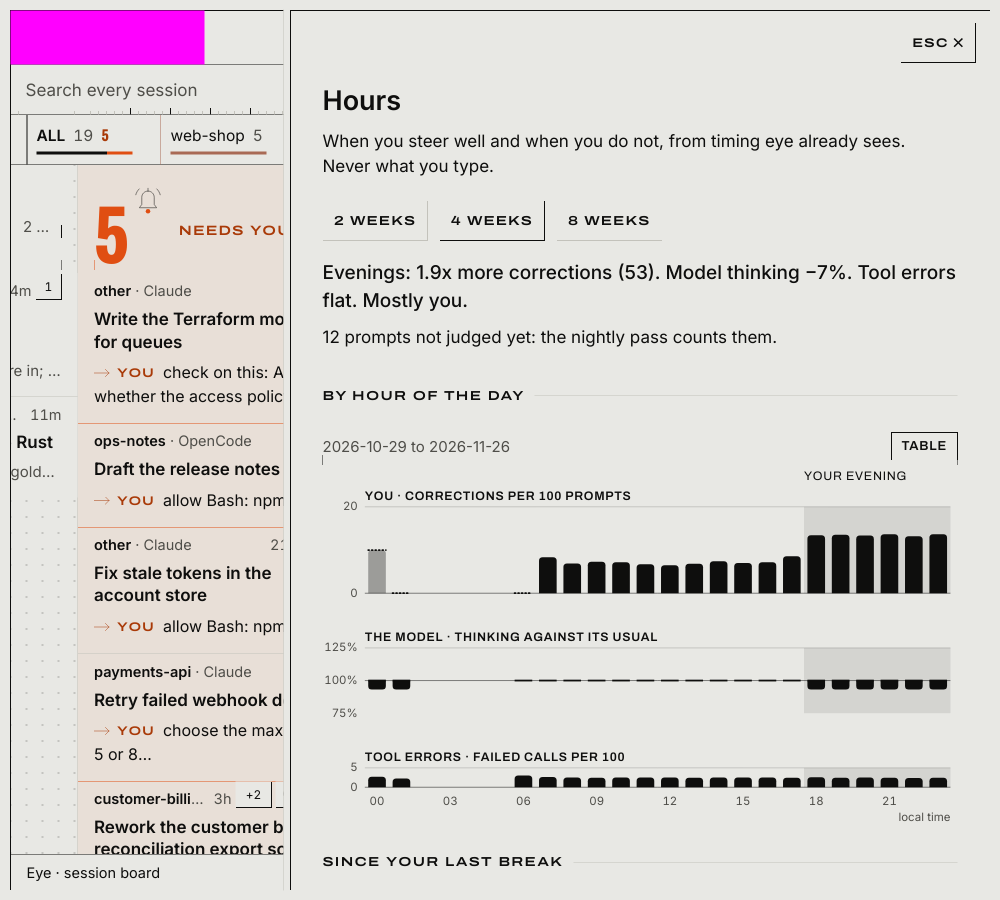 Search every session
ALL 19 5
web-shop 5
2 ...
4m 1
re in; ...
. 11m
Rust
gold...
5
NEEDS YOU
other · Claude
Write the Terraform mo
for queues
→ YOU check on this: A
whether the access polic
ops-notes · OpenCode
Draft the release notes
→ YOU allow Bash: npm
other · Claude 21
Fix stale tokens in the
account store
→ YOU allow Bash: npm
payments-api · Claude
Retry failed webhook d
→ YOU choose the max
5 or 8...
customer-billi... 3h +2
Rework the customer b
reconciliation export sc
Eye · session board
ESC ✕
Hours
When you steer well and when you do not, from timing eye already sees.
Never what you type.
2 WEEKS 4 WEEKS 8 WEEKS
Evenings: 1.9x more corrections (53). Model thinking −7%. Tool errors
flat. Mostly you.
12 prompts not judged yet: the nightly pass counts them.
BY HOUR OF THE DAY
2026-10-29 to 2026-11-26
TABLE
YOUR EVENING
YOU · CORRECTIONS PER 100 PROMPTS
20
0
THE MODEL · THINKING AGAINST ITS USUAL
125%
100%
75%
TOOL ERRORS · FAILED CALLS PER 100
5
0
00 03 06 09 12 15 18 21
local time
SINCE YOUR LAST BREAK